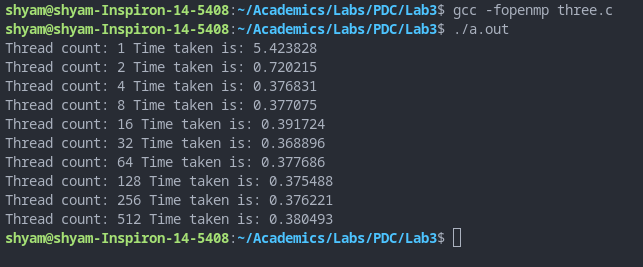 shyam@shyam-Inspiron-14-5408:~/Academics/Labs/PDC/Lab3$ gcc -fopenmp three.c
shyam@shyam-Inspiron-14-5408:~/Academics/Labs/PDC/Lab3$ ./a.out
Thread count: 1 Time taken is: 5.423828
Thread count: 2 Time taken is: 0.720215
Thread count: 4 Time taken is: 0.376831
Thread count: 8 Time taken is: 0.377075
Thread count: 16 Time taken is: 0.391724
Thread count: 32 Time taken is: 0.368896
Thread count: 64 Time taken is: 0.377686
Thread count: 128 Time taken is: 0.375488
Thread count: 256 Time taken is: 0.376221
Thread count: 512 Time taken is: 0.380493
shyam@shyam-Inspiron-14-5408:~/Academics/Labs/PDC/Lab3$